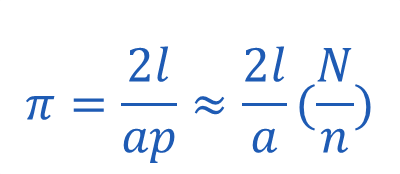 π = 2l/ap ≈ 2l/a (N/n)